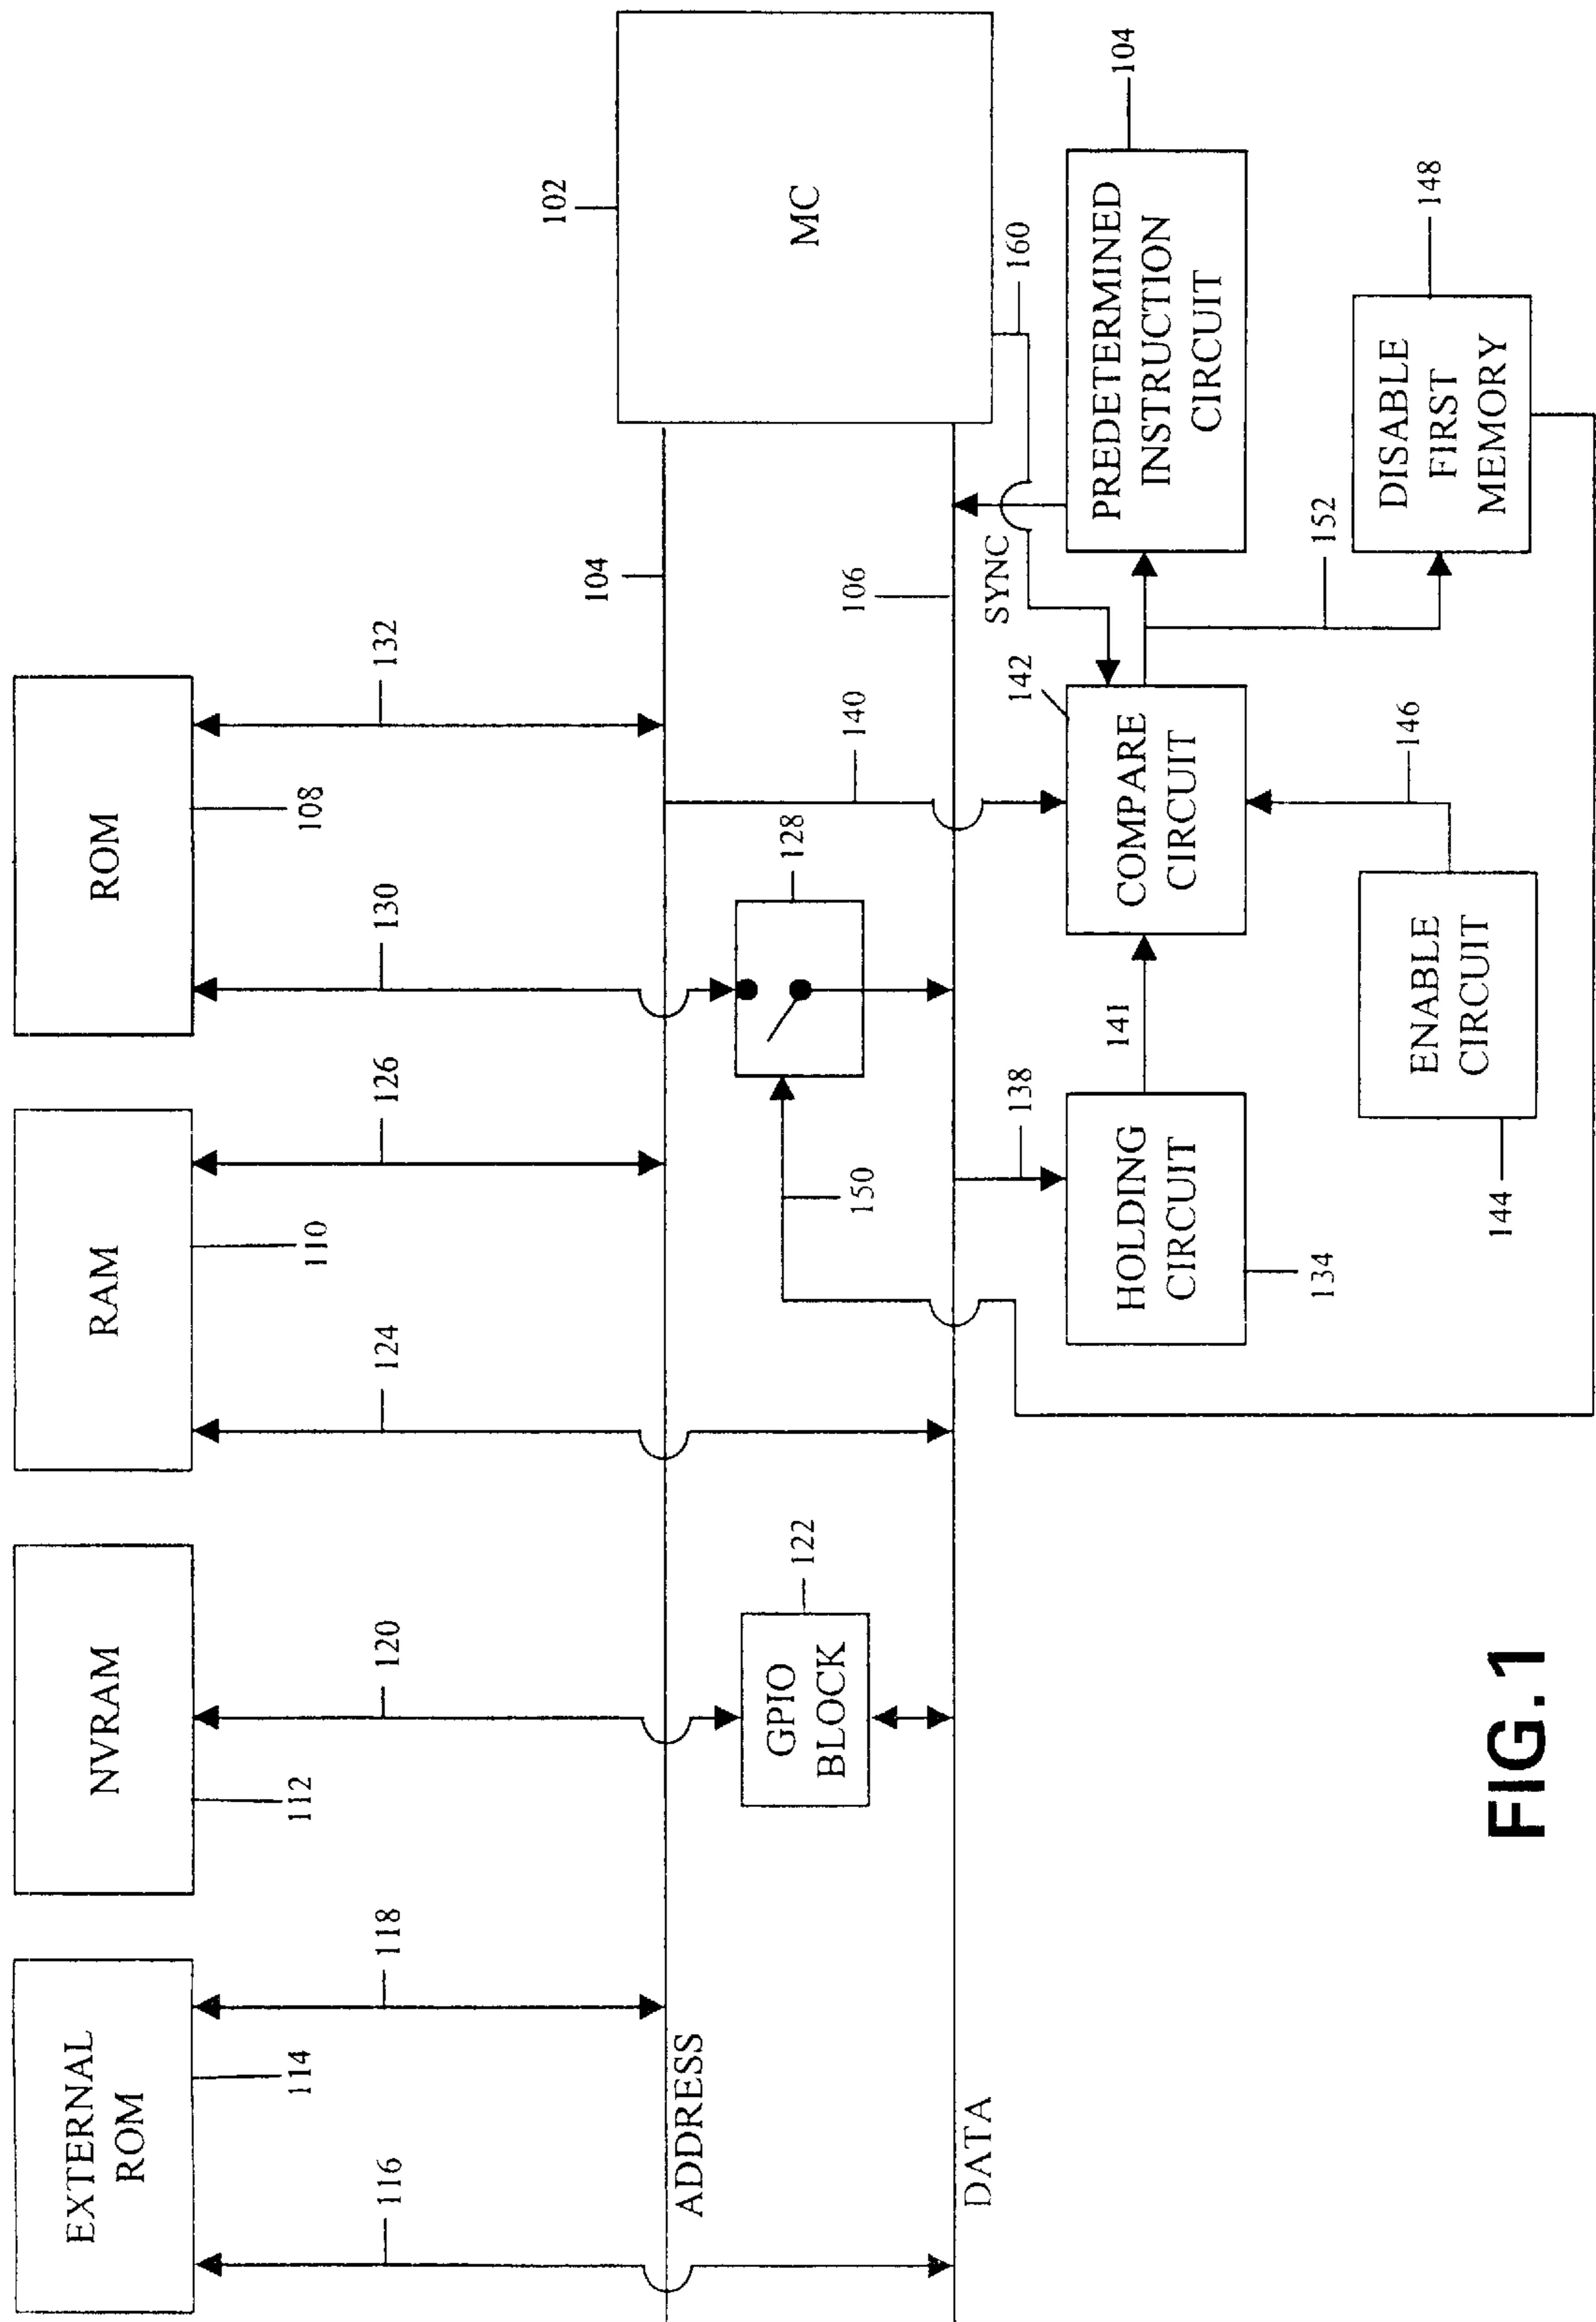 EXTERNAL
ROM
NVRAM
RAM
ROM
114
112
110
108
116
118
120
124
126
130
132
102
MC
104
ADDRESS
GPIO
BLOCK
122
128
150
140
106
DATA
160
SYNC
138
142
HOLDING
CIRCUIT
134
141
COMPARE
CIRCUIT
PREDETERMINED
INSTRUCTION
CIRCUIT
104
146
152
ENABLE
CIRCUIT
144
DISABLE
FIRST
MEMORY
148
FIG.1